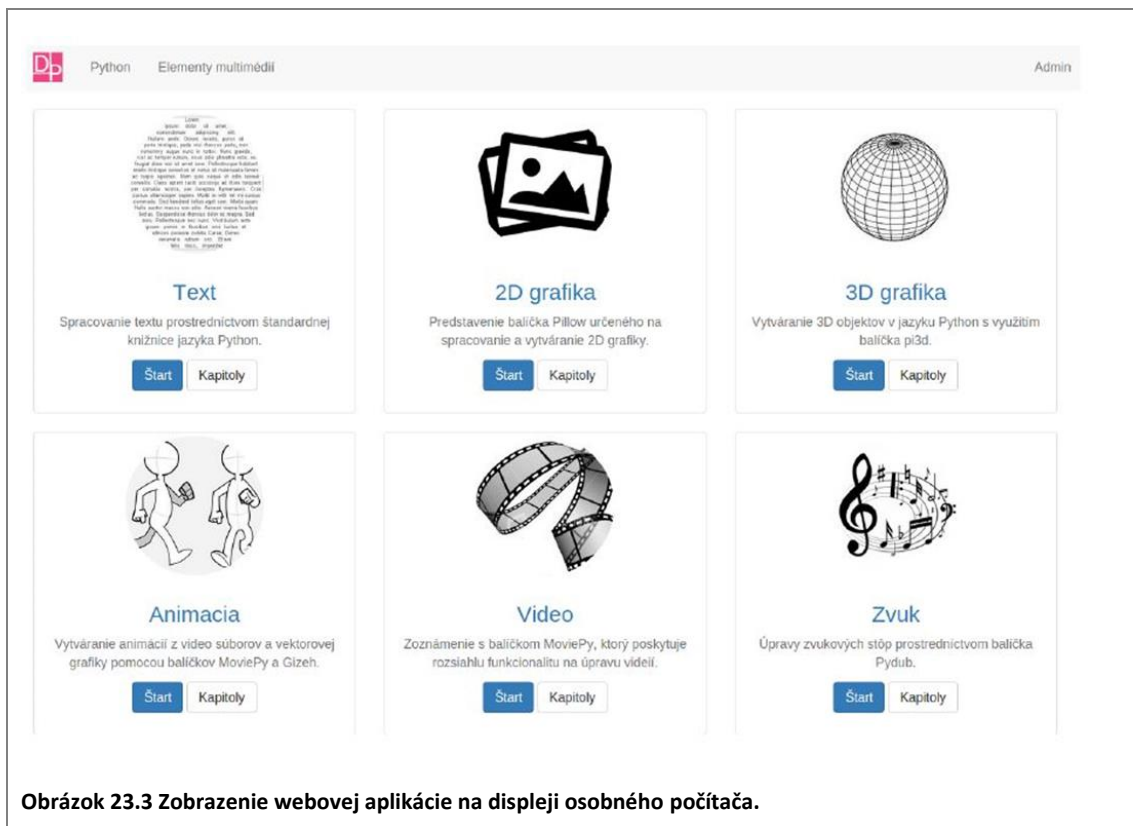 DP Python Elementy multimédií Admin
Text
Spracovanie textu prostredníctvom štandardnej
knižnice jazyka Python.
Štart Kapitoly
2D grafika
Predstavenie balíčka Pillow určeného na
spracovanie a vytváranie 2D grafiky.
Štart Kapitoly
3D grafika
Vytváranie 3D objektov v jazyku Python s využitím
balíčka pi3d.
Štart Kapitoly
Animacia
Vytváranie animácií z video súborov a vektorovej
grafiky pomocou balíčkov MoviePy a Gizeh.
Štart Kapitoly
Video
Zoznámenie s balíčkom MoviePy, ktorý poskytuje
rozsiahlu funkcionalitu na úpravu videií.
Štart Kapitoly
Zvuk
Úpravy zvukových stôp prostredníctvom balíčka
Pydub.
Štart Kapitoly
Obrázok 23.3 Zobrazenie webovej aplikácie na displeji osobného počítača.